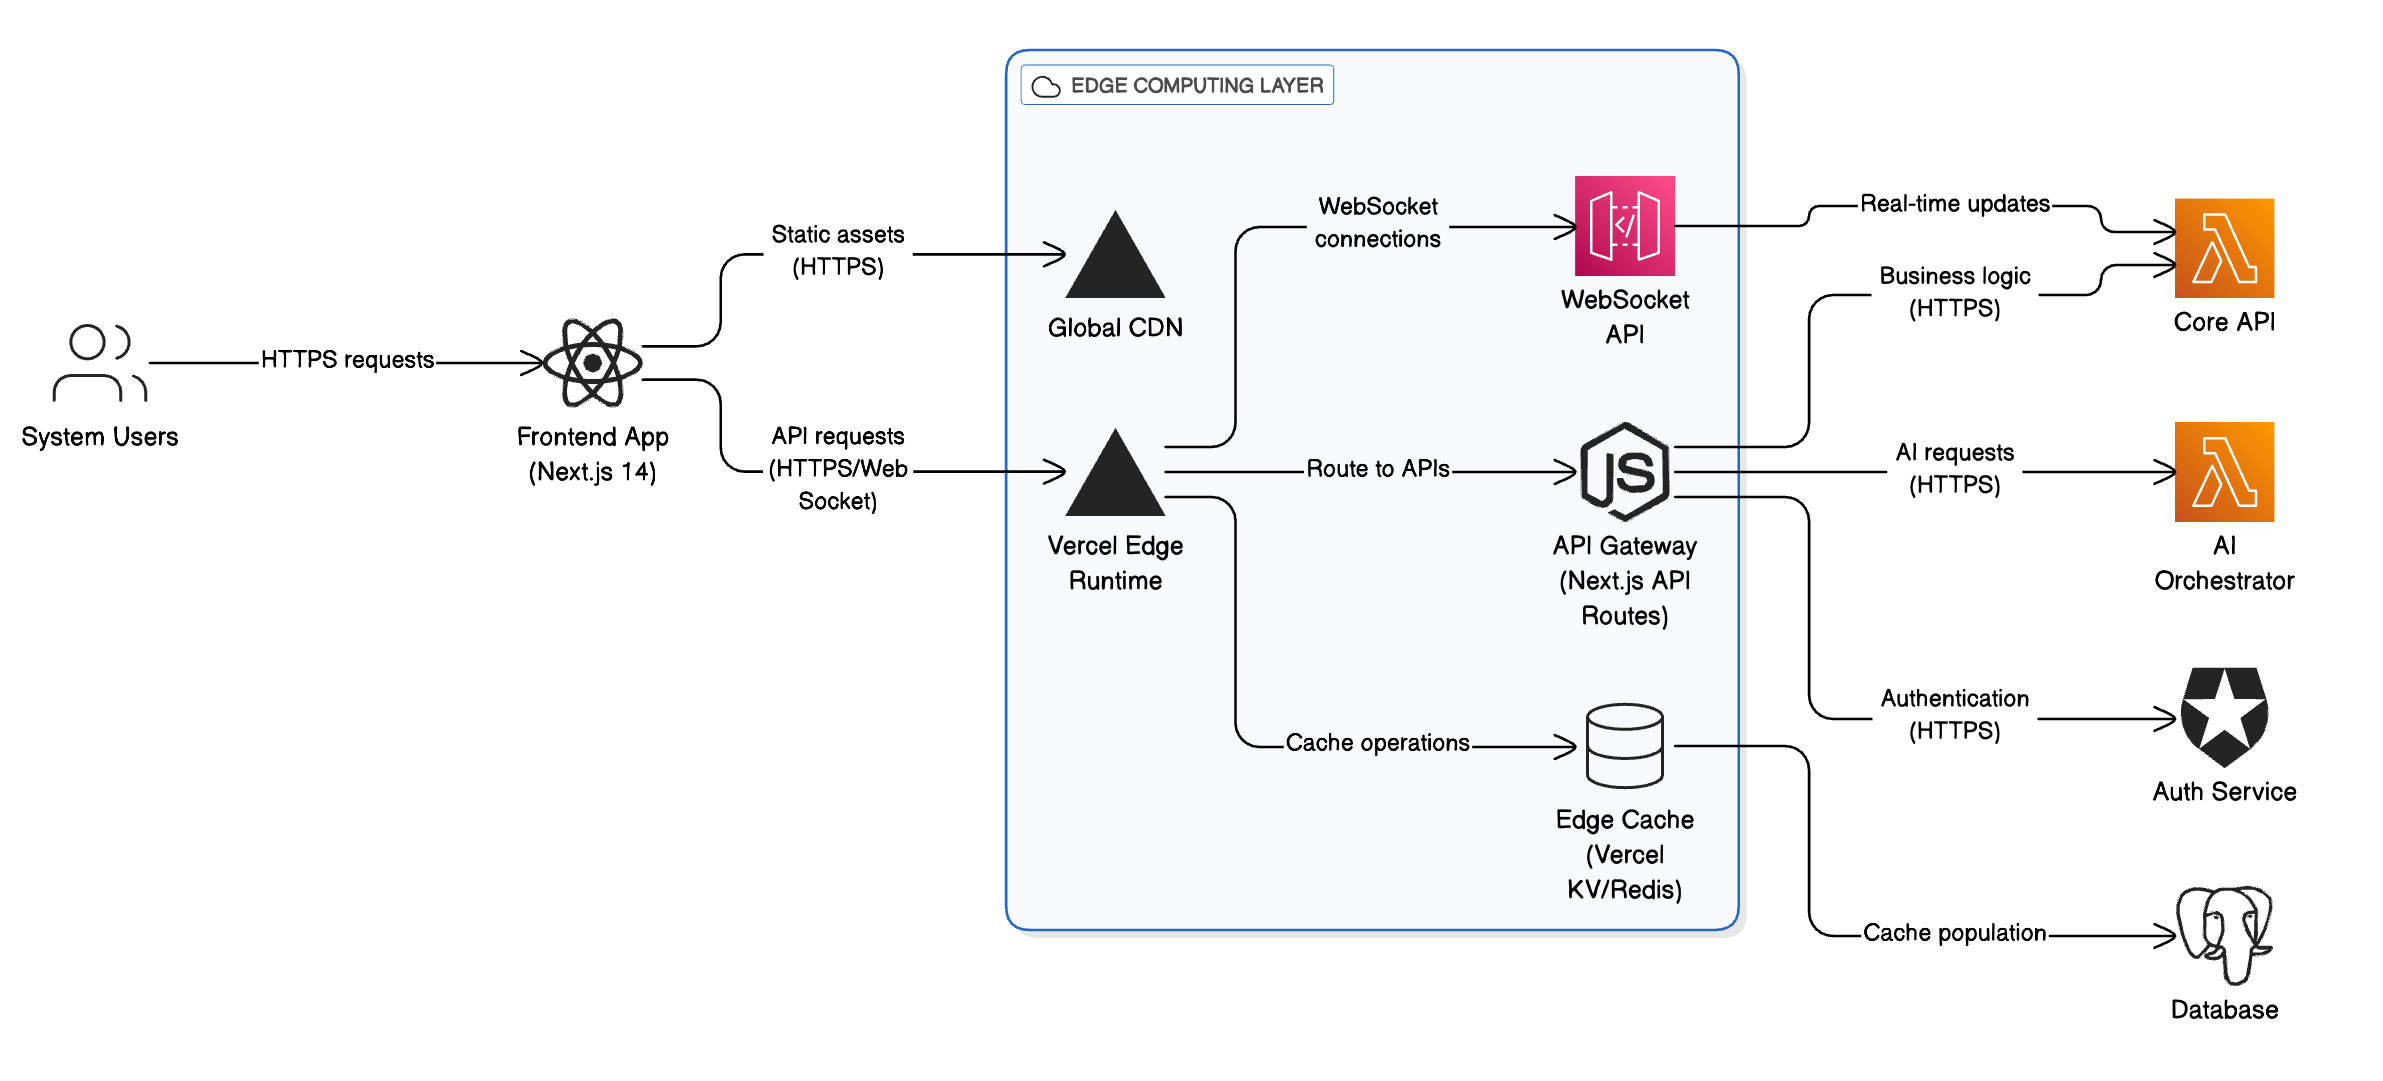 EDGE COMPUTING LAYER
HTTPS requests
System Users
Frontend App
(Next.js 14)
Static assets
(HTTPS)
API requests
(HTTPS/Web
Socket)
Global CDN
Vercel Edge
Runtime
WebSocket
connections
Route to APIs
Cache operations
WebSocket
API
JS
API Gateway
(Next.js API
Routes)
Edge Cache
(Vercel
KV/Redis)
Real-time updates
Business logic
(HTTPS)
AI requests
(HTTPS)
Authentication
(HTTPS)
Cache population
Core API
AI
Orchestrator
Auth Service
Database